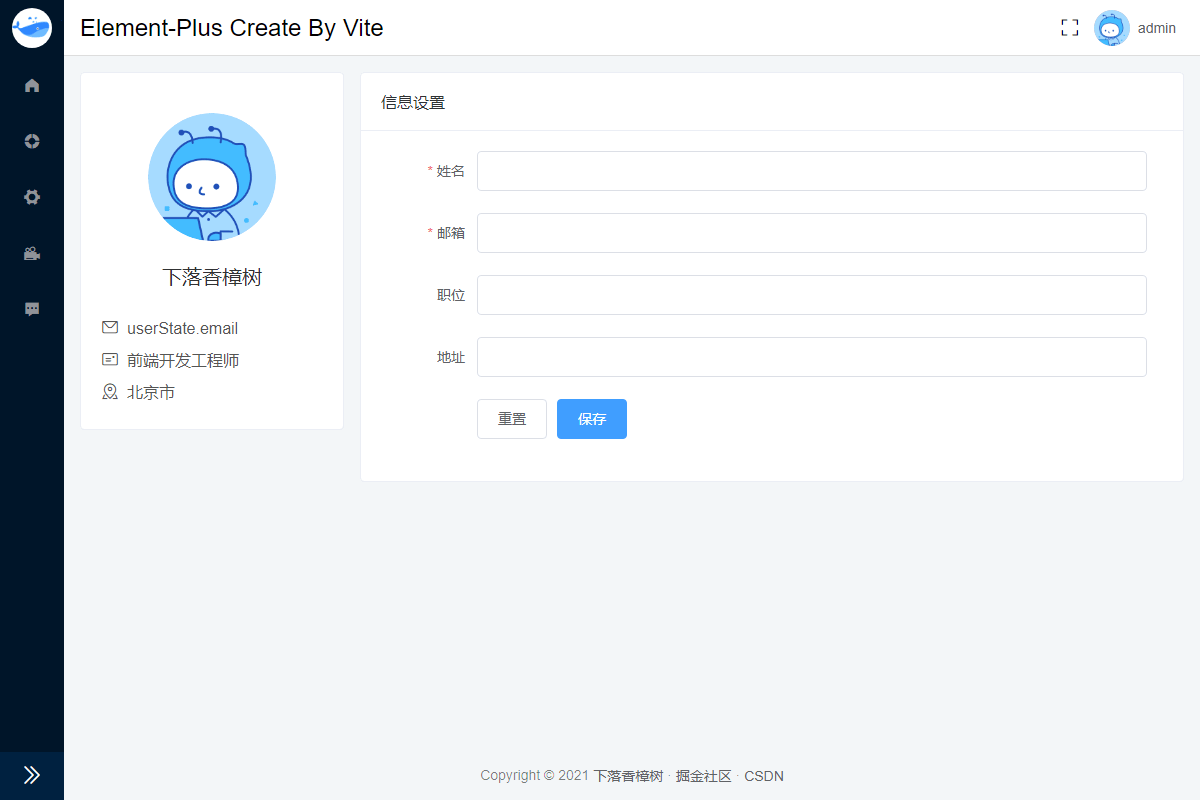 Element-Plus Create By Vite
admin
下落香樟树
userState.email
前端开发工程师
北京市
信息设置
* 姓名
* 邮箱
职位
地址
重置 保存
Copyright © 2021 下落香樟树 · 掘金社区 · CSDN